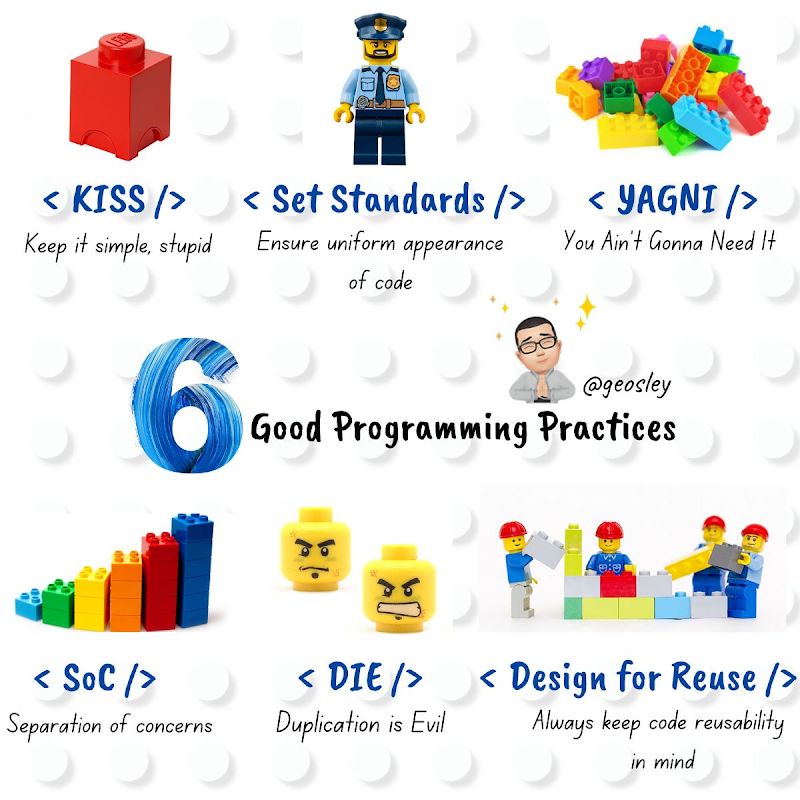 LEGO
< KISS />
Keep it simple, stupid
< Set Standards />
Ensure uniform appearance
of code
< YAGNI />
You Ain't Gonna Need It
@geosley
6 Good Programming Practices
< SoC />
Separation of concerns
< DIE />
Duplication is Evil
< Design for Reuse />
Always keep code reusability
in mind